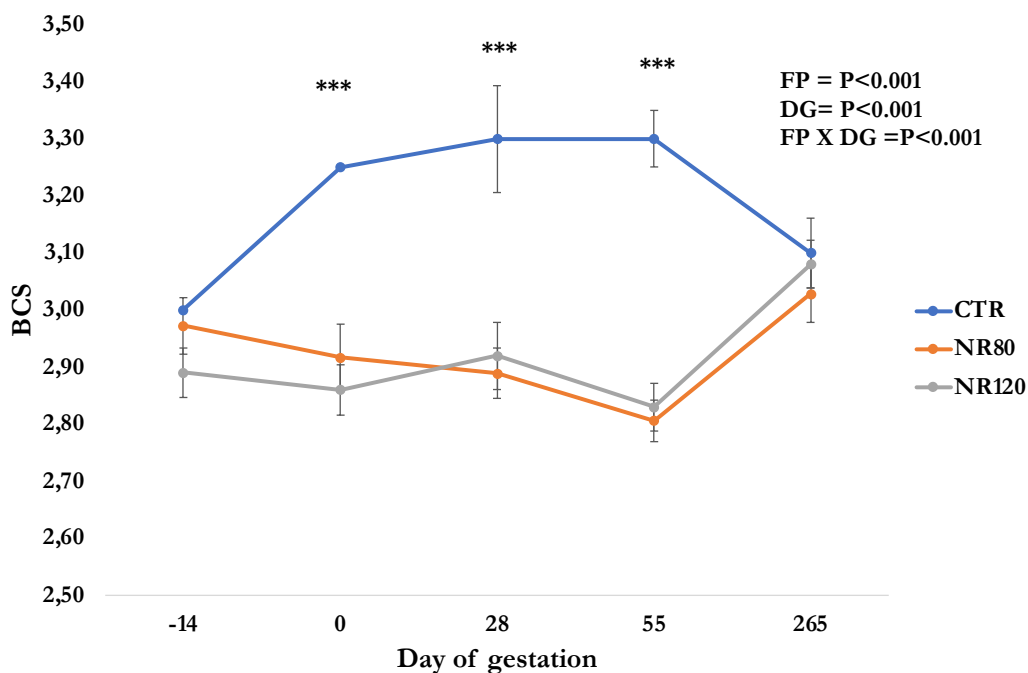 3,50
3,40
3,30
3,20
3,10
3,00
2,90
2,80
2,70
2,60
2,50
BCS
***
***
***
FP = P<0.001
DG= P<0.001
FP X DG =P<0.001
CTR
NR80
NR120
-14 0 28 55 265
Day of gestation